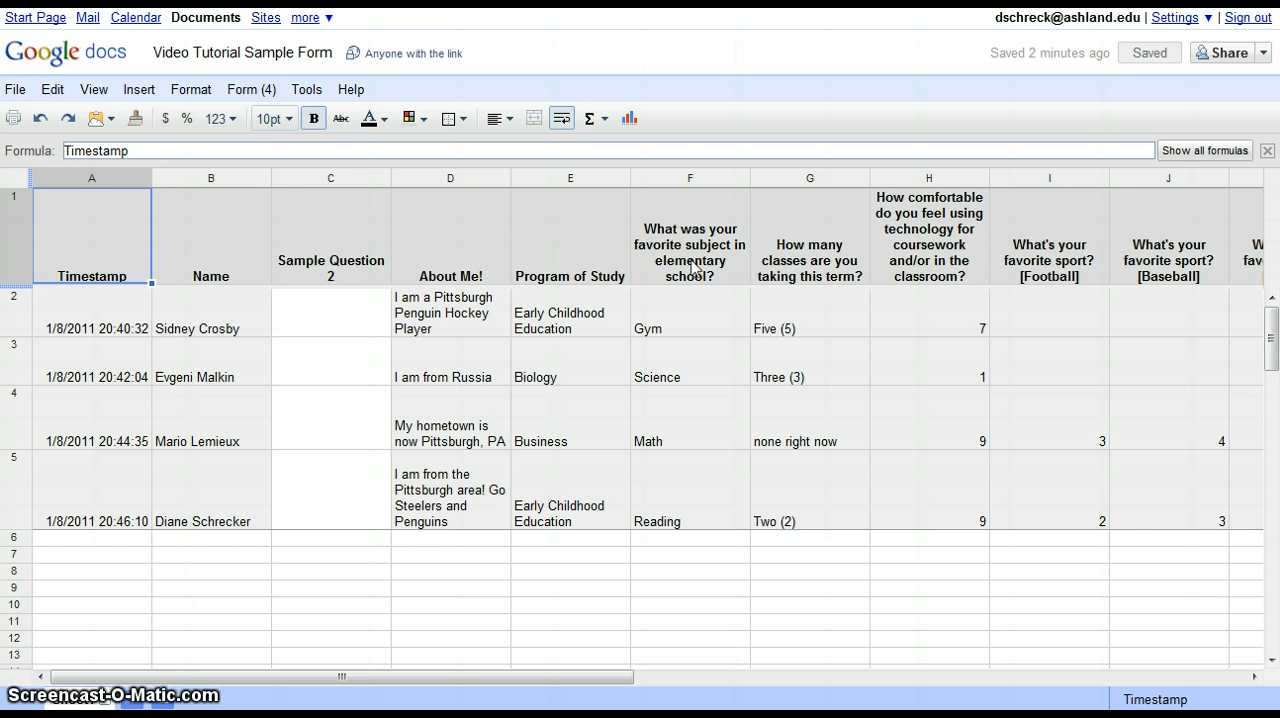 Start Page Mail Calendar Documents Sites more ▼ dschreck@ashland.edu | Settings ▼ | Sign out
Google docs Video Tutorial Sample Form Anyone with the link Saved 2 minutes ago Saved Share
File Edit View Insert Format Form (4) Tools Help
$ % 123 10pt B Abc A Σ
Formula: Timestamp Show all formulas
A B C D E F G H I J
1
Timestamp
Name
Sample Question
2
About Me!
Program of Study
What was your
favorite subject in
elementary
school?
How many
classes are you
taking this term?
How comfortable
do you feel using
technology for
coursework
and/or in the
classroom?
What's your
favorite sport?
[Football]
What's your
favorite sport?
[Baseball]
2
1/8/2011 20:40:32
Sidney Crosby
I am a Pittsburgh
Penguin Hockey
Player
Early Childhood
Education
Gym
Five (5)
7
3
1/8/2011 20:42:04
Evgeni Malkin
I am from Russia
Biology
Science
Three (3)
1
4
1/8/2011 20:44:35
Mario Lemieux
My hometown is
now Pittsburgh, PA
Business
Math
none right now
9
3
4
5
1/8/2011 20:46:10
Diane Schrecker
I am from the
Pittsburgh area! Go
Steelers and
Penguins
Early Childhood
Education
Reading
Two (2)
9
2
3
6
7
8
9
10
11
12
13
Screencast-O-Matic.com
Timestamp